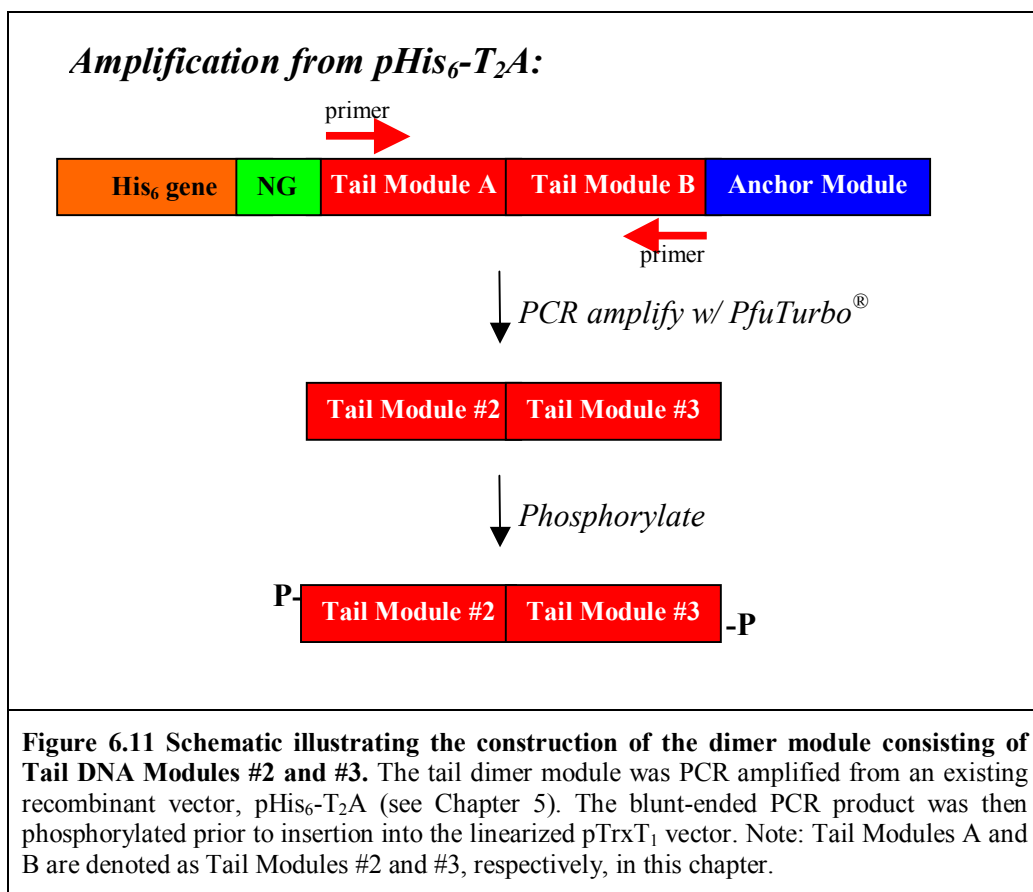 Amplification from pHis₆-T₂A:
primer
His₆ gene NG Tail Module A Tail Module B Anchor Module
primer
PCR amplify w/ PfuTurbo®
Tail Module #2 Tail Module #3
Phosphorylate
P- Tail Module #2 Tail Module #3 -P
Figure 6.11 Schematic illustrating the construction of the dimer module consisting of
Tail DNA Modules #2 and #3. The tail dimer module was PCR amplified from an existing
recombinant vector, pHis₆-T₂A (see Chapter 5). The blunt-ended PCR product was then
phosphorylated prior to insertion into the linearized pTrxT₁ vector. Note: Tail Modules A and
B are denoted as Tail Modules #2 and #3, respectively, in this chapter.